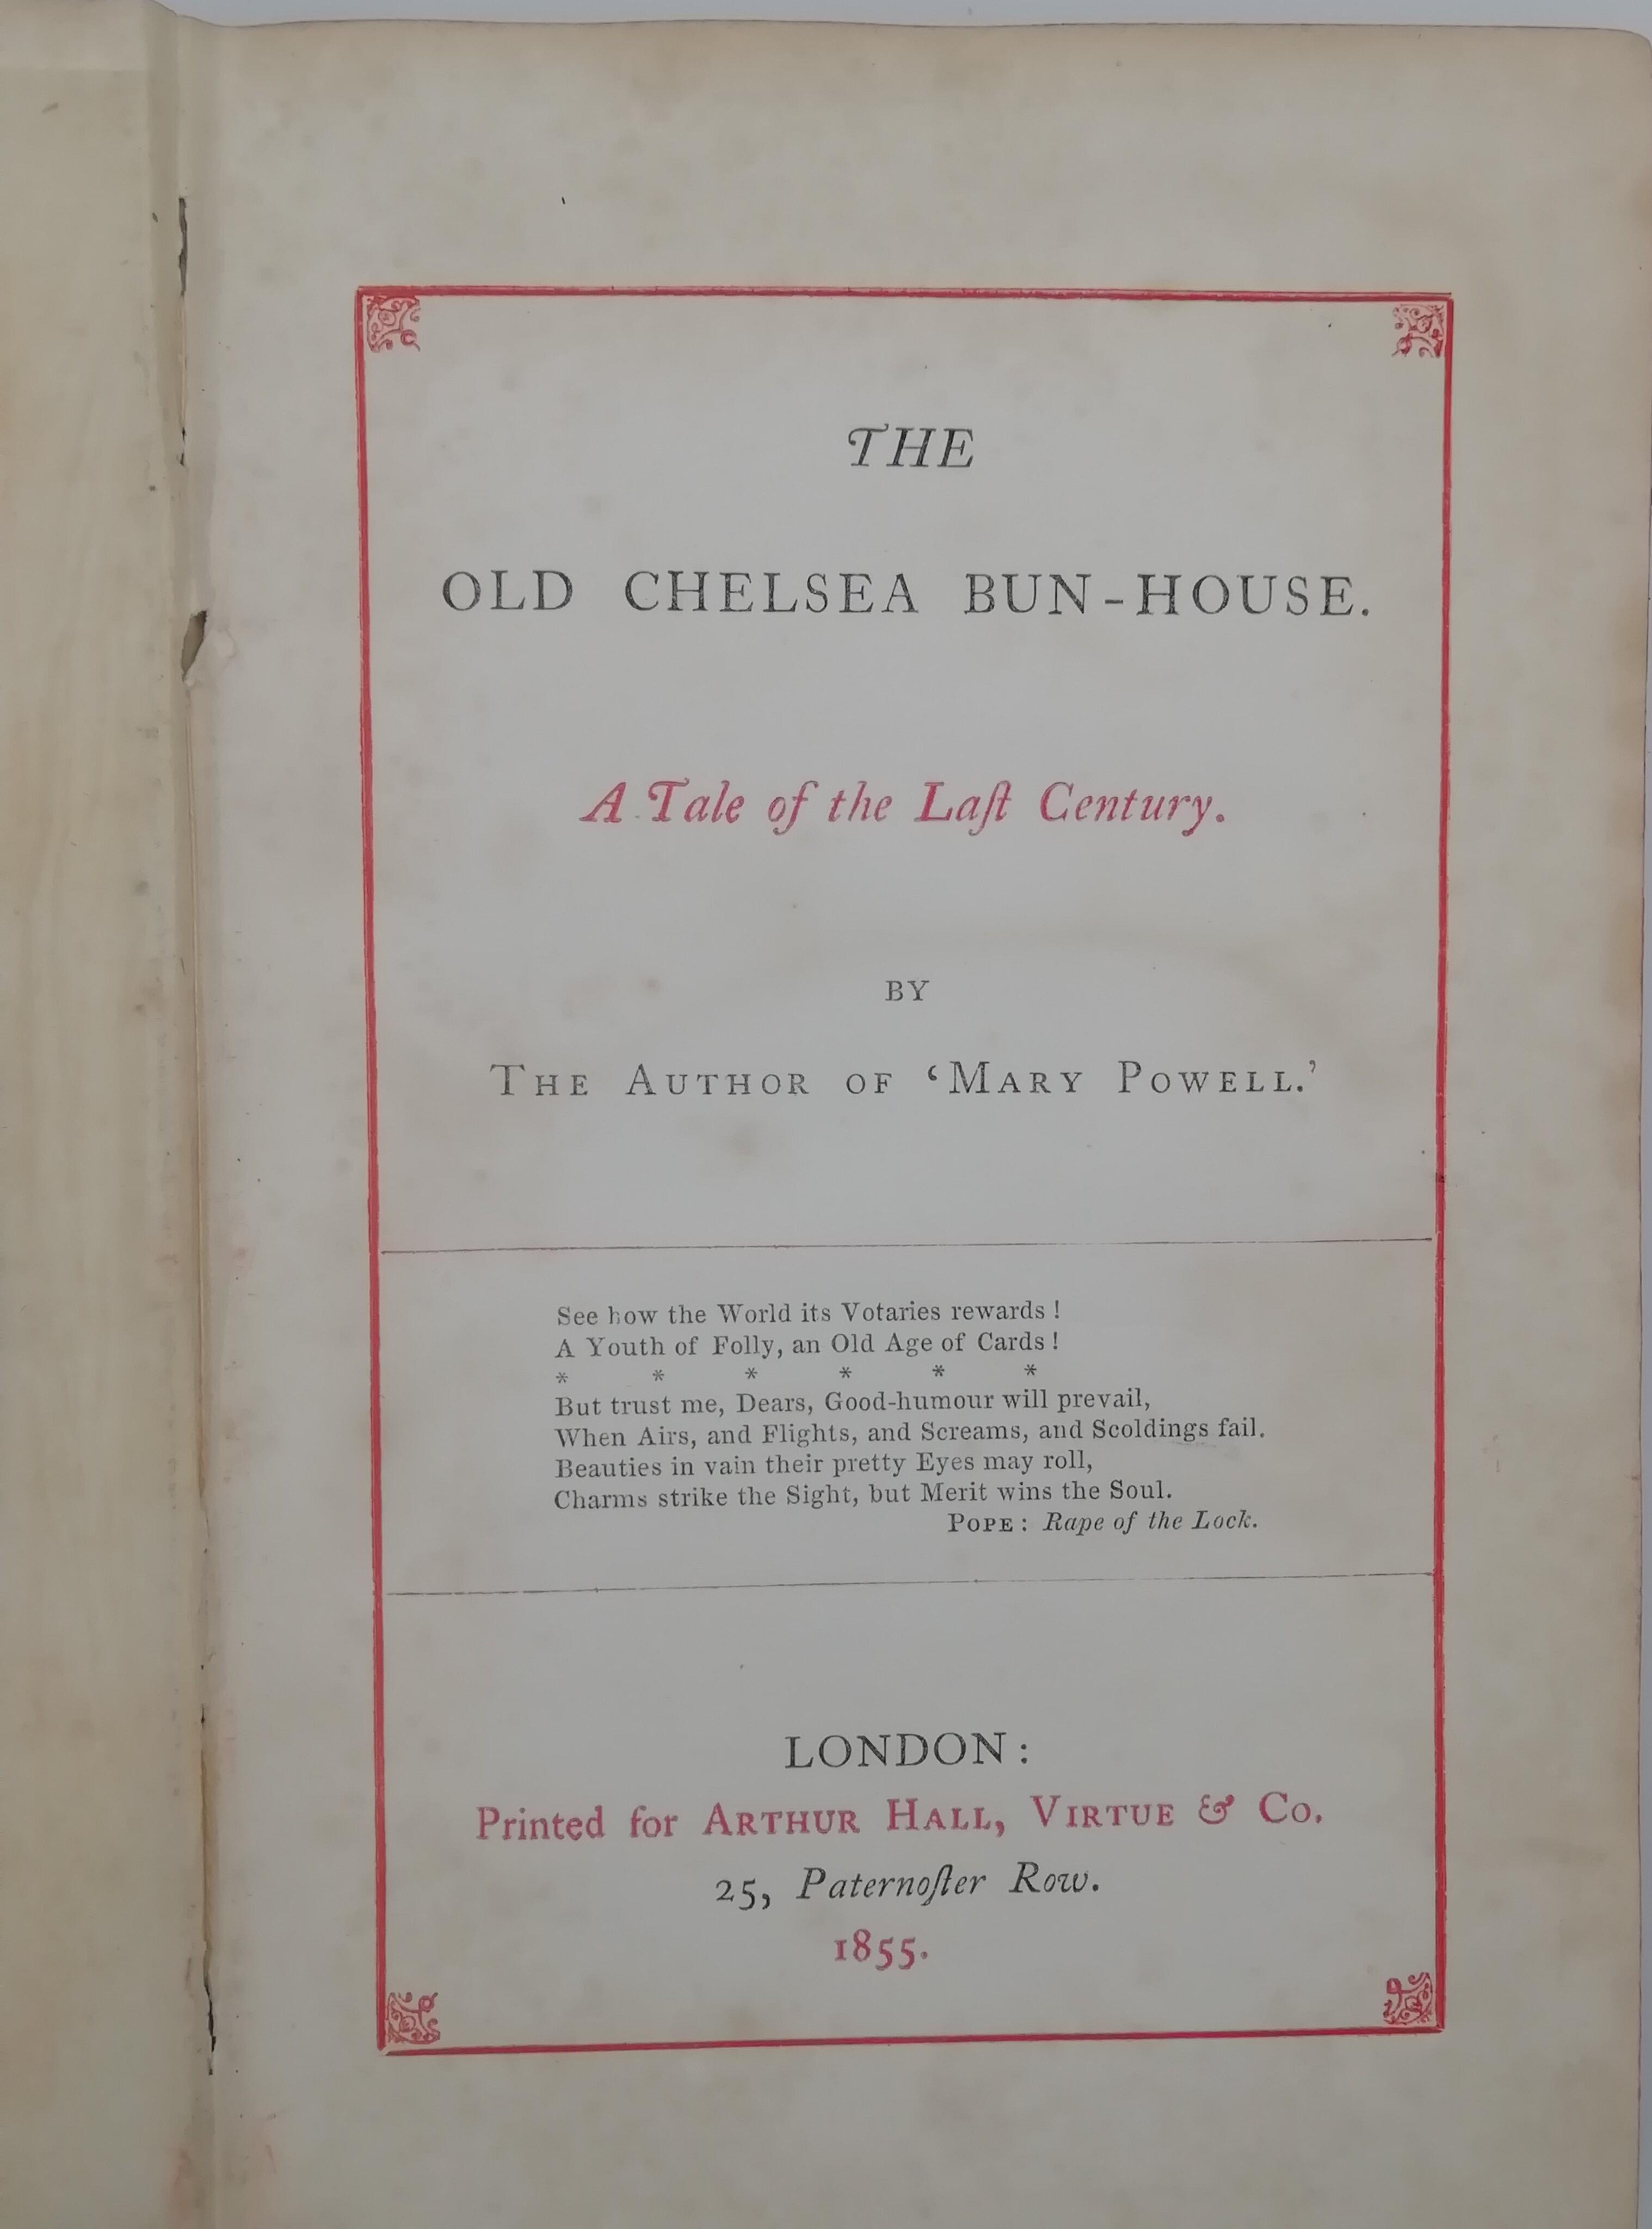 THE
OLD CHELSEA BUN-HOUSE.
A Tale of the Laſt Century.
BY
THE AUTHOR OF ‘MARY POWELL.’
See how the World its Votaries rewards !
A Youth of Folly, an Old Age of Cards !
* * * * * *
But trust me, Dears, Good-humour will prevail,
When Airs, and Flights, and Screams, and Scoldings fail.
Beauties in vain their pretty Eyes may roll,
Charms strike the Sight, but Merit wins the Soul.
POPE : Rape of the Lock.
LONDON :
Printed for ARTHUR HALL, VIRTUE & Co.
25, Paternoſter Row.
1855.